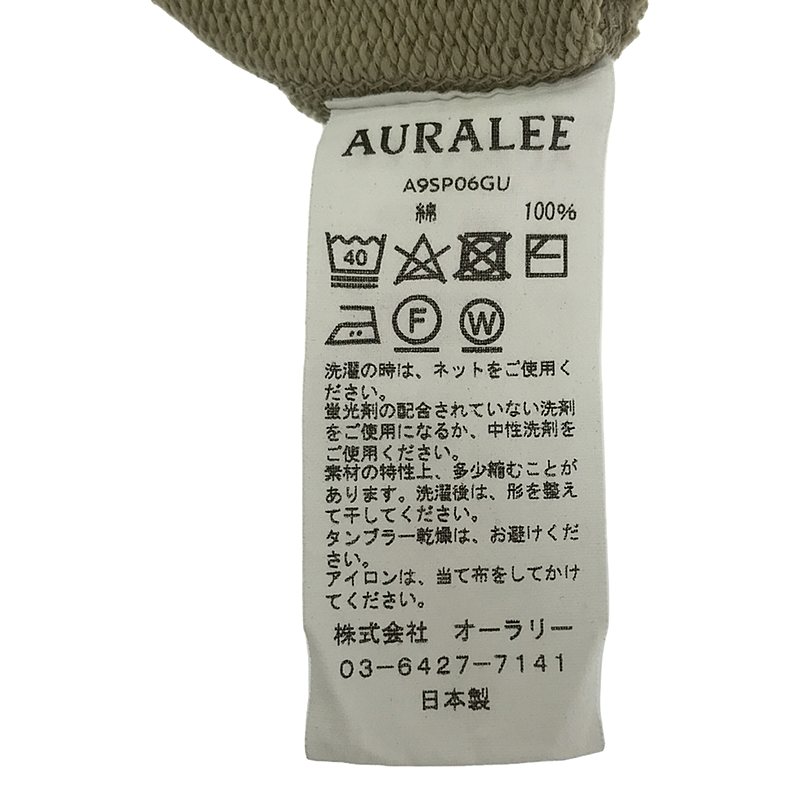 AURALEE
A9SP06GU
綿 100%
40
F W
洗濯の時は、ネットをご使用く
ださい。
蛍光剤の配合されていない洗剤
をご使用になるか、中性洗剤を
ご使用ください。
素材の特性上、多少縮むことが
あります。洗濯後は、形を整え
て干してください。
タンブラー乾燥は、お避けくだ
さい。
アイロンは、当て布をしてかけ
てください。
株式会社 オーラリー
03-6427-7141
日本製